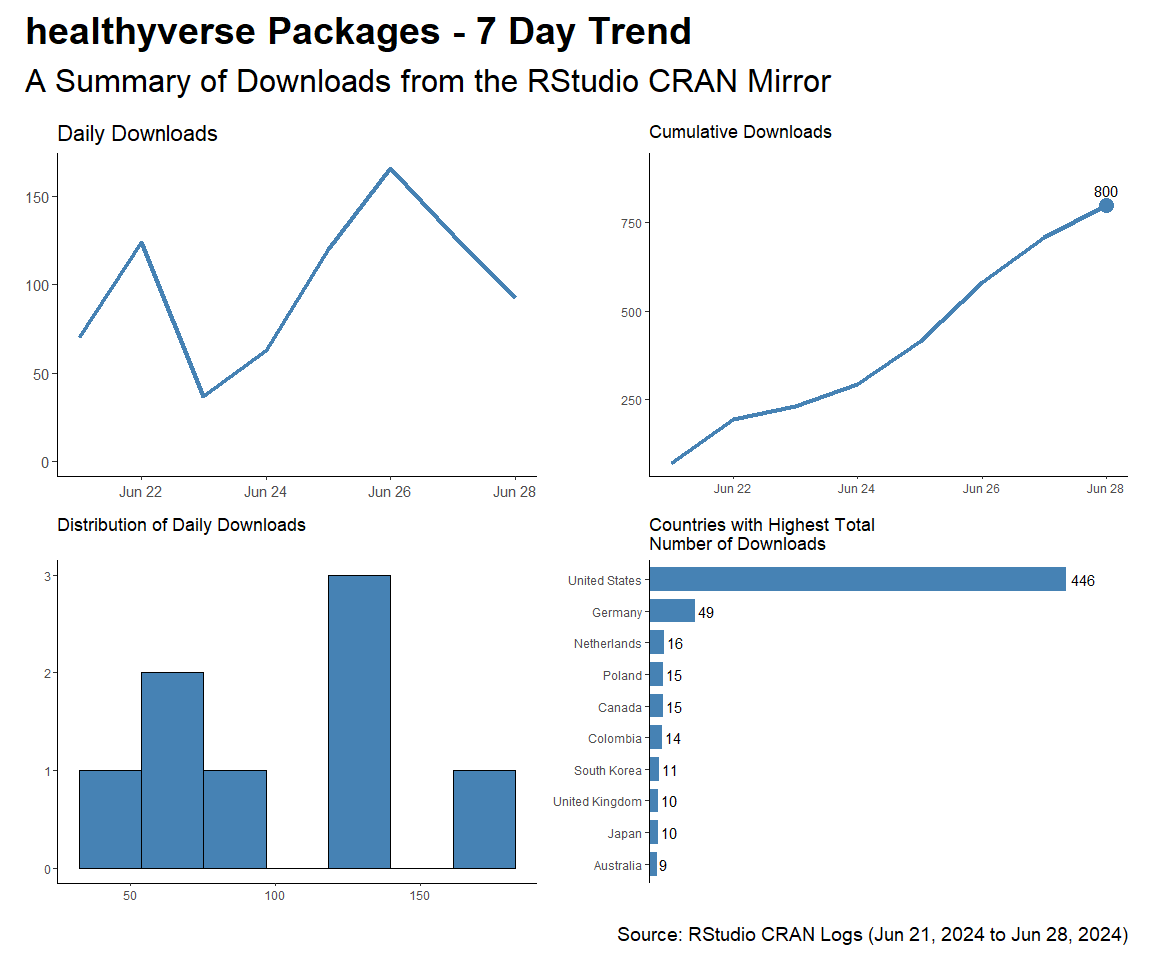 healthyverse Packages - 7 Day Trend
A Summary of Downloads from the RStudio CRAN Mirror
Daily Downloads
150
100
50
0
Jun 22 Jun 24 Jun 26 Jun 28
Cumulative Downloads
800
750
500
250
Jun 22 Jun 24 Jun 26 Jun 28
Distribution of Daily Downloads
3
2
1
0
50 100 150
Countries with Highest Total
Number of Downloads
United States 446
Germany 49
Netherlands 16
Poland 15
Canada 15
Colombia 14
South Korea 11
United Kingdom 10
Japan 10
Australia 9
Source: RStudio CRAN Logs (Jun 21, 2024 to Jun 28, 2024)